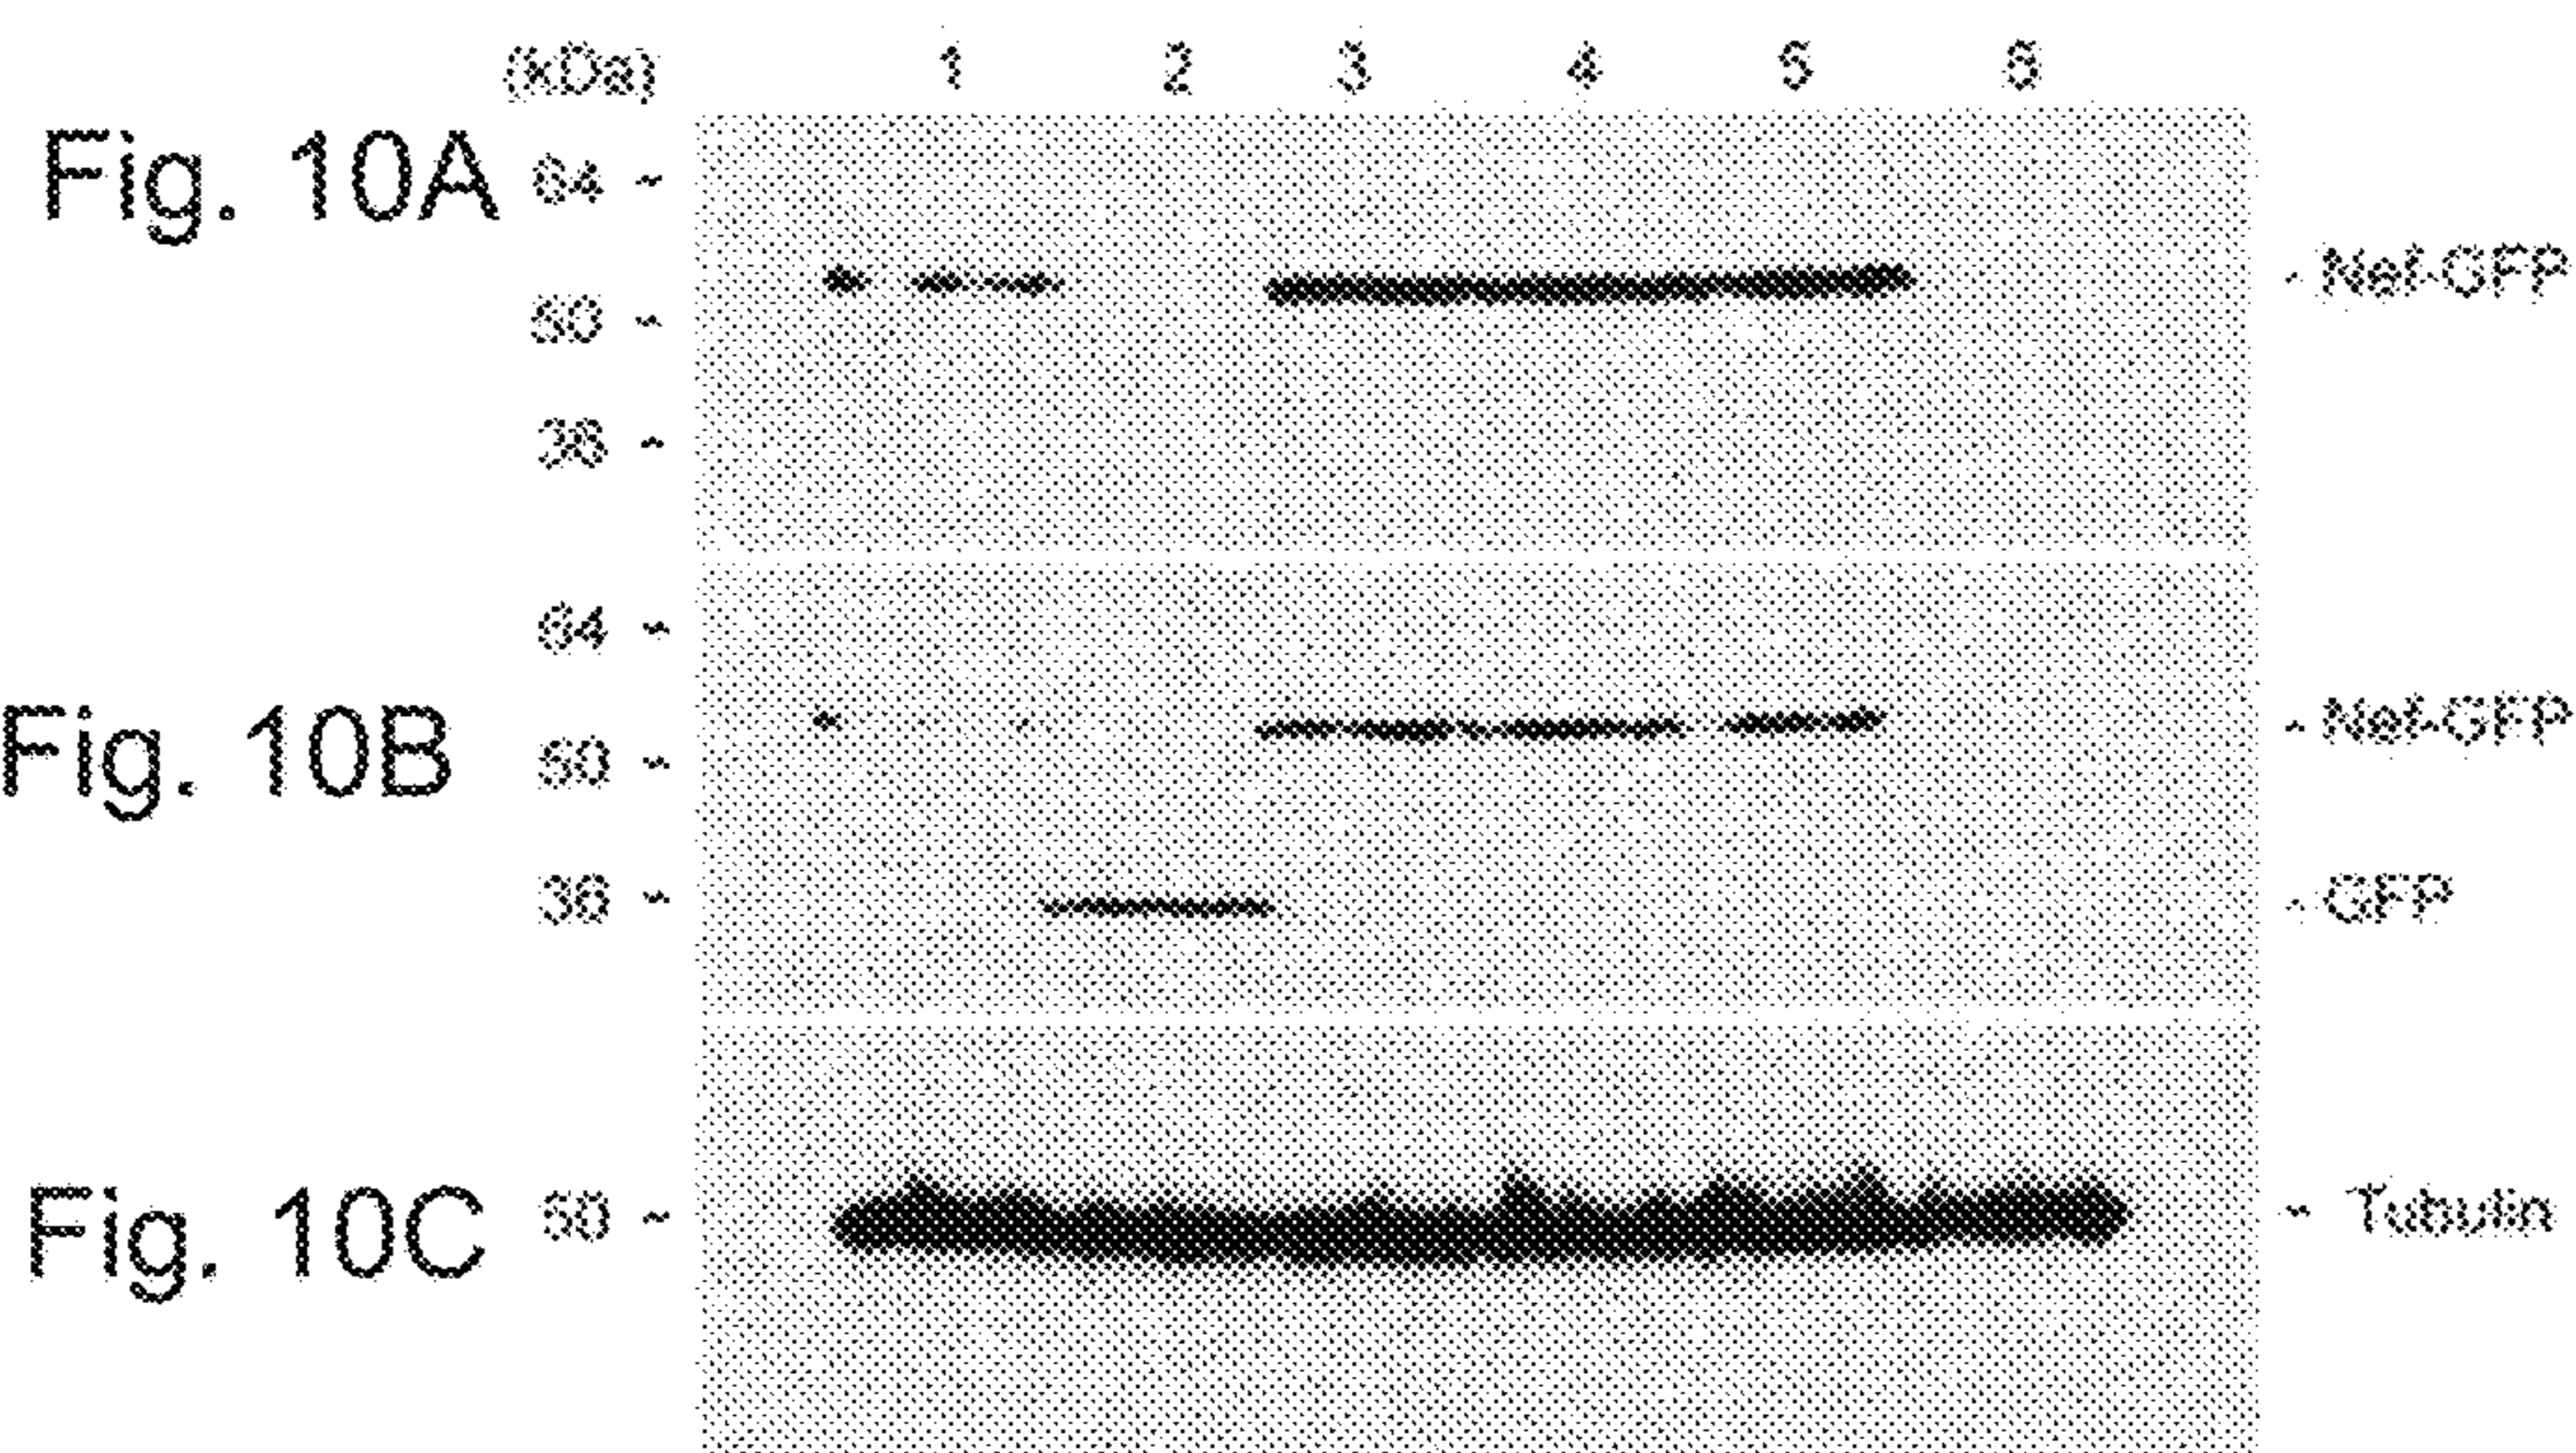 (kDa) 1 2 3 4 5 6
Fig. 10A 64 -
- Nef-GFP
50 -
36 -
64 -
Fig. 10B
- Nef-GFP
50 -
36 -
- GFP
Fig. 10C 50 -
- Tubulin